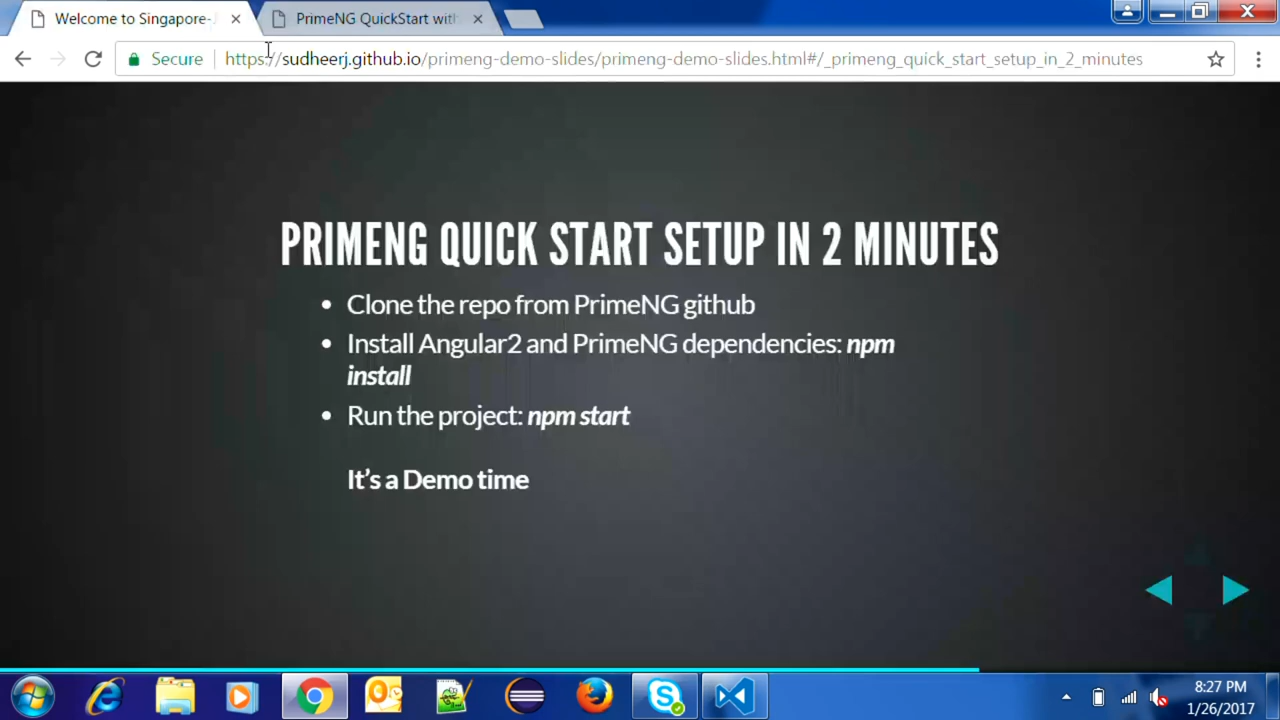 Welcome to Singapore-
PrimeNG QuickStart with
Secure
https://sudheerj.github.io/primeng-demo-slides/primeng-demo-slides.html#/_primeng_quick_start_setup_in_2_minutes
PRIMENG QUICK START SETUP IN 2 MINUTES
• Clone the repo from PrimeNG github
• Install Angular2 and PrimeNG dependencies: npm
install
• Run the project: npm start
It's a Demo time
8:27 PM
1/26/2017